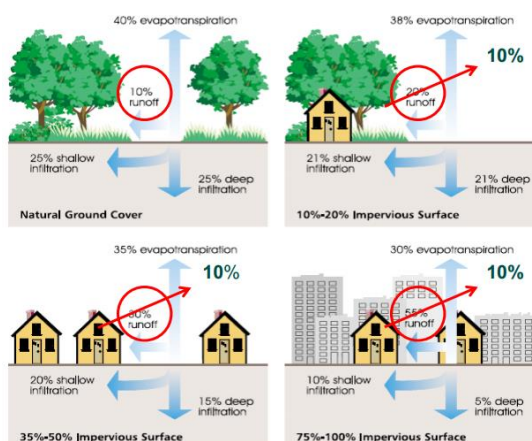 40% evapotranspiration
10%
runoff
25% shallow
infiltration
25% deep
infiltration
Natural Ground Cover
38% evapotranspiration
10%
20%
runoff
21% shallow
infiltration
21% deep
infiltration
10%-20% Impervious Surface
35% evapotranspiration
10%
runoff
20% shallow
infiltration
15% deep
infiltration
35%-50% Impervious Surface
30% evapotranspiration
10%
55%
runoff
10% shallow
infiltration
5% deep
infiltration
75%-100% Impervious Surface